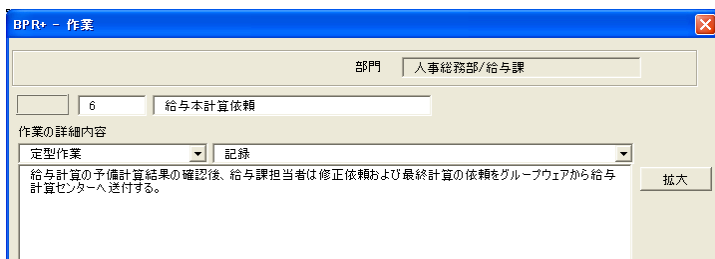 BPR+ - 作業
部門 人事総務部/給与課
6 給与本計算依頼
作業の詳細内容
定型作業 記録
給与計算の予備計算結果の確認後、給与課担当者は修正依頼および最終計算の依頼をグループウェアから給与
計算センターへ送付する。
拡大